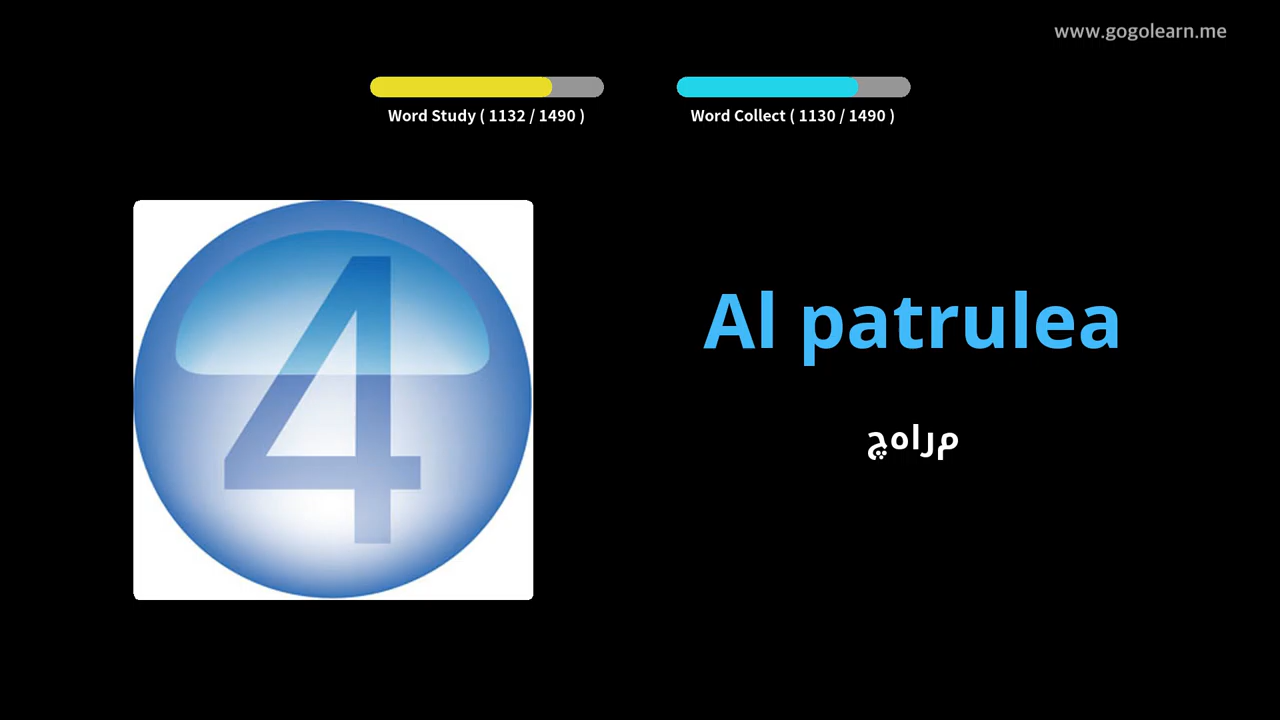 www.gogolearn.me
Word Study ( 1132 / 1490 )
Word Collect ( 1130 / 1490 )
4
Al patrulea
چهارم